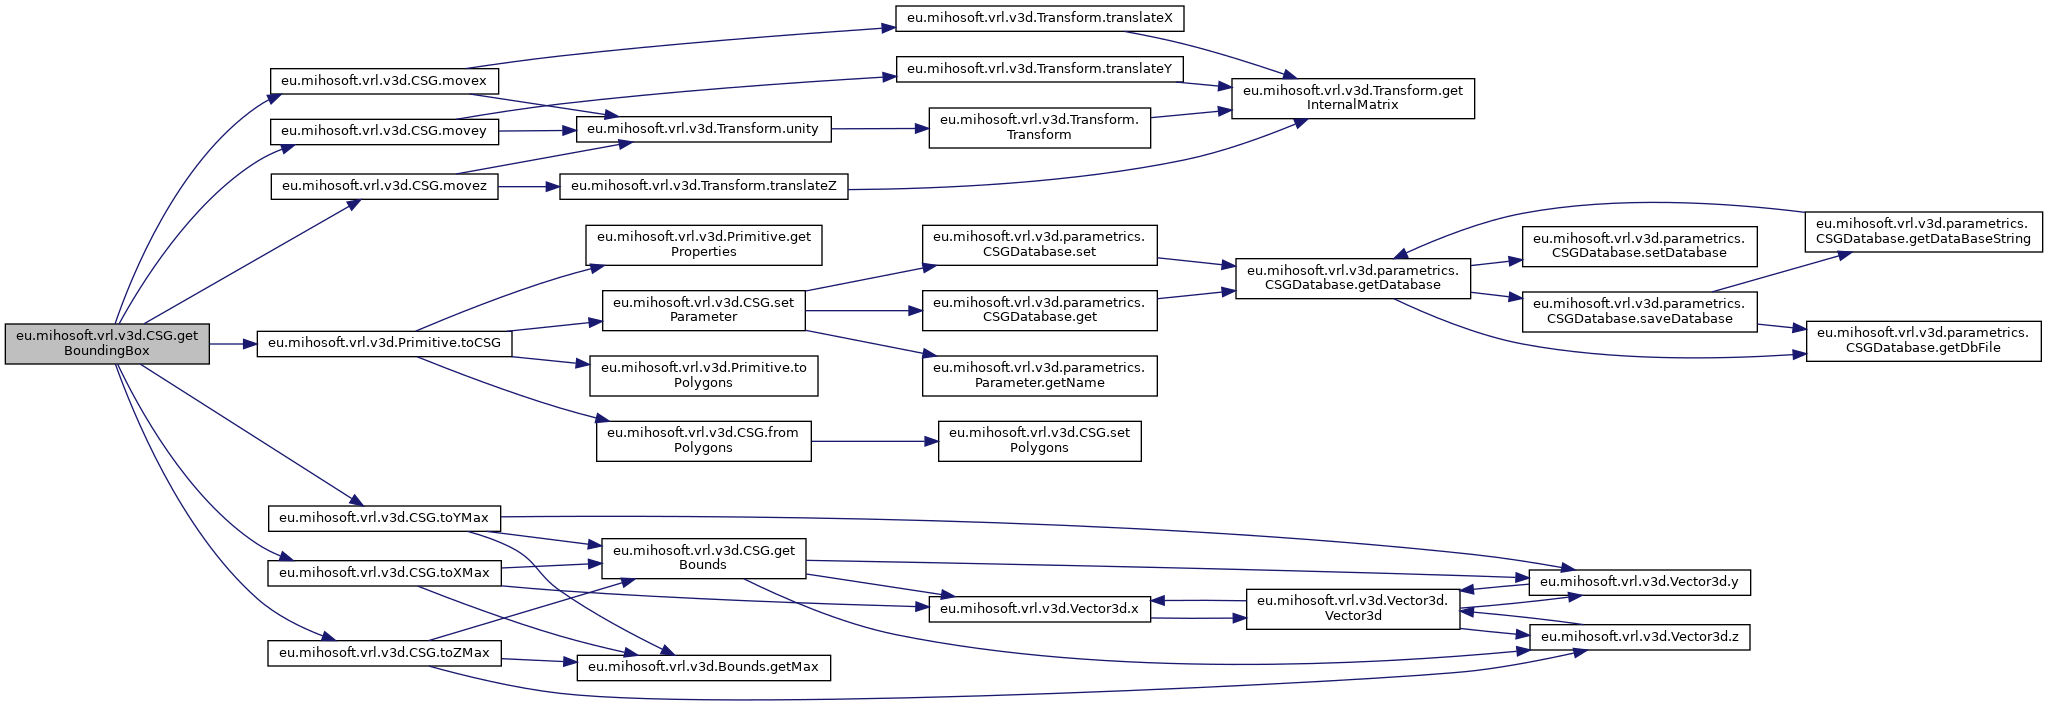 eu.mihosoft.vrl.v3d.CSG.get
BoundingBox
eu.mihosoft.vrl.v3d.CSG.movex
eu.mihosoft.vrl.v3d.CSG.movey
eu.mihosoft.vrl.v3d.CSG.movez
eu.mihosoft.vrl.v3d.Primitive.toCSG
eu.mihosoft.vrl.v3d.CSG.toYMax
eu.mihosoft.vrl.v3d.CSG.toXMax
eu.mihosoft.vrl.v3d.CSG.toZMax
eu.mihosoft.vrl.v3d.Transform.unity
eu.mihosoft.vrl.v3d.Transform.translateZ
eu.mihosoft.vrl.v3d.Primitive.get
Properties
eu.mihosoft.vrl.v3d.CSG.set
Parameter
eu.mihosoft.vrl.v3d.Primitive.to
Polygons
eu.mihosoft.vrl.v3d.CSG.from
Polygons
eu.mihosoft.vrl.v3d.CSG.get
Bounds
eu.mihosoft.vrl.v3d.Bounds.getMax
eu.mihosoft.vrl.v3d.Transform.translateX
eu.mihosoft.vrl.v3d.Transform.translateY
eu.mihosoft.vrl.v3d.Transform.
Transform
eu.mihosoft.vrl.v3d.parametrics.
CSGDatabase.set
eu.mihosoft.vrl.v3d.parametrics.
CSGDatabase.get
eu.mihosoft.vrl.v3d.parametrics.
Parameter.getName
eu.mihosoft.vrl.v3d.CSG.set
Polygons
eu.mihosoft.vrl.v3d.Vector3d.x
eu.mihosoft.vrl.v3d.Transform.get
InternalMatrix
eu.mihosoft.vrl.v3d.parametrics.
CSGDatabase.getDatabase
eu.mihosoft.vrl.v3d.Vector3d.
Vector3d
eu.mihosoft.vrl.v3d.parametrics.
CSGDatabase.setDatabase
eu.mihosoft.vrl.v3d.parametrics.
CSGDatabase.saveDatabase
eu.mihosoft.vrl.v3d.Vector3d.y
eu.mihosoft.vrl.v3d.Vector3d.z
eu.mihosoft.vrl.v3d.parametrics.
CSGDatabase.getDataBaseString
eu.mihosoft.vrl.v3d.parametrics.
CSGDatabase.getDbFile